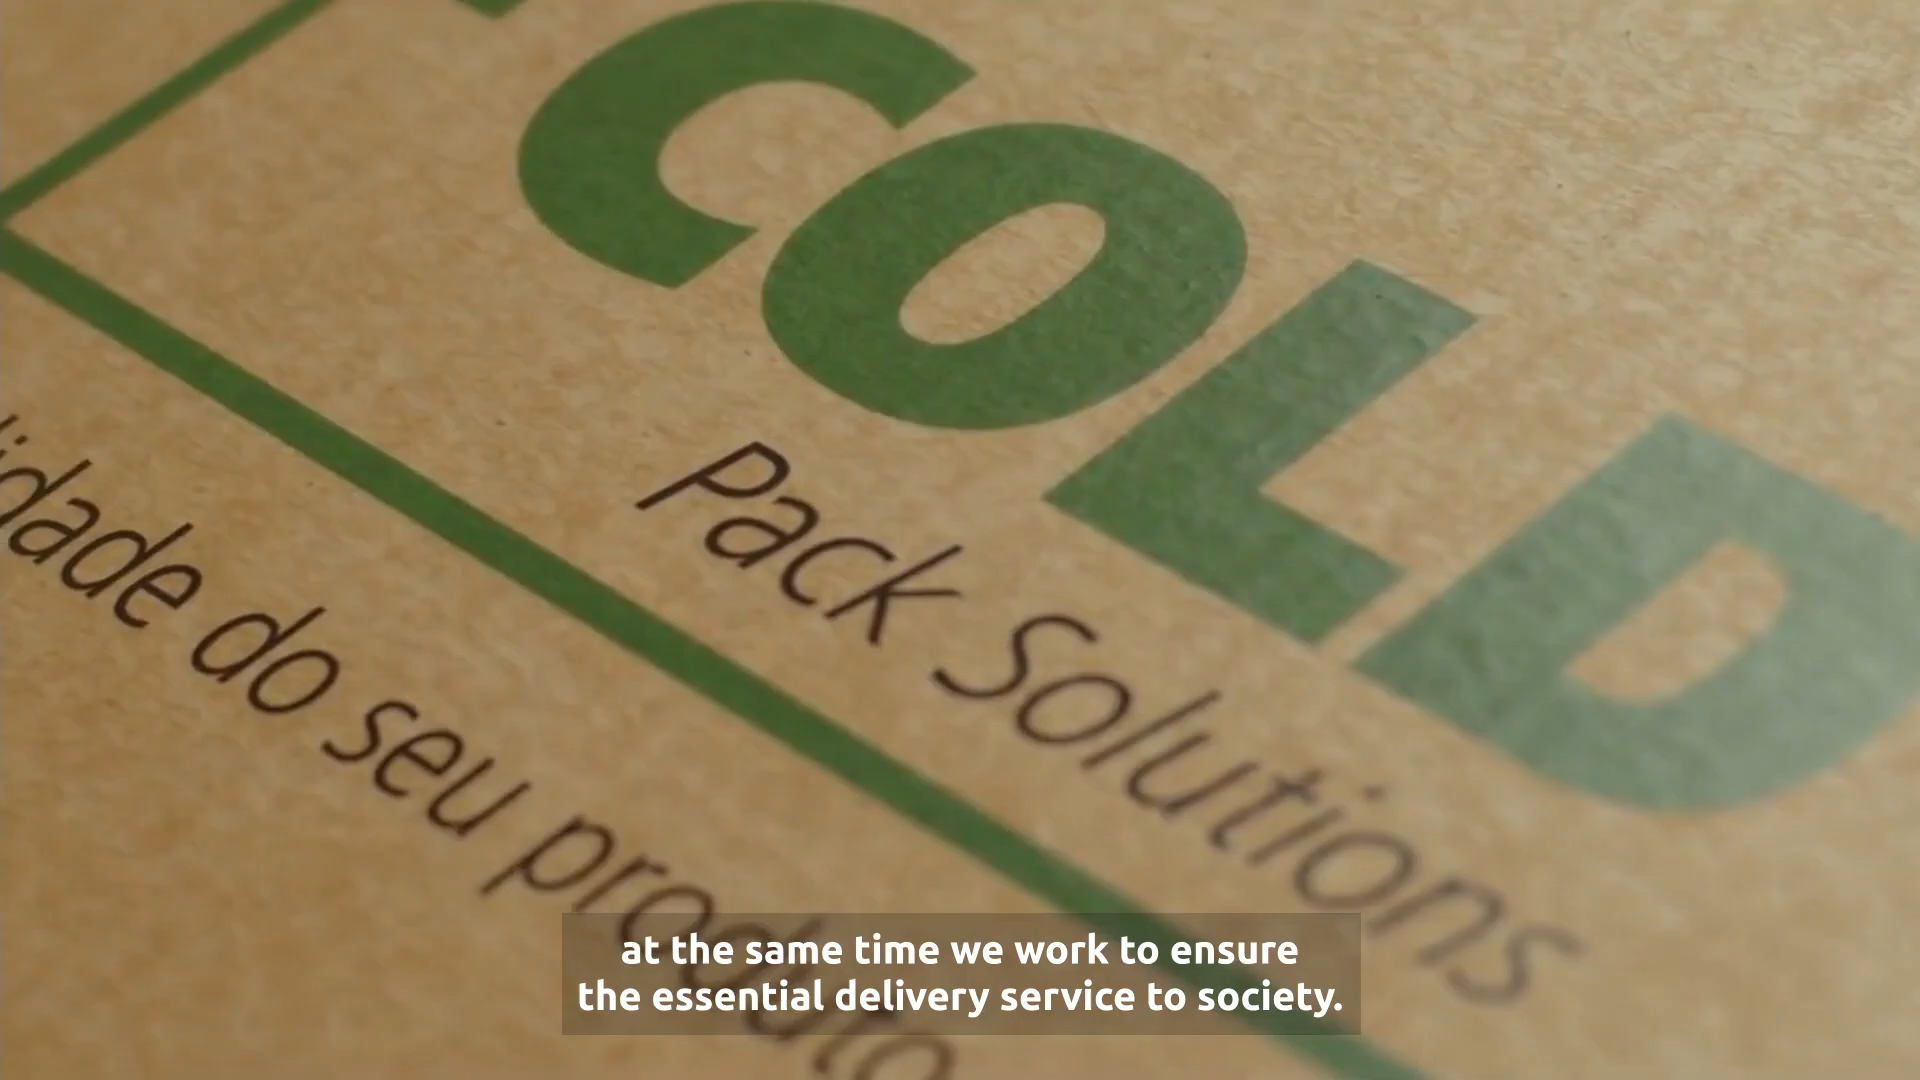 COLD
Pack Solutions
do seu produto
at the same time we work to ensure
the essential delivery service to society.